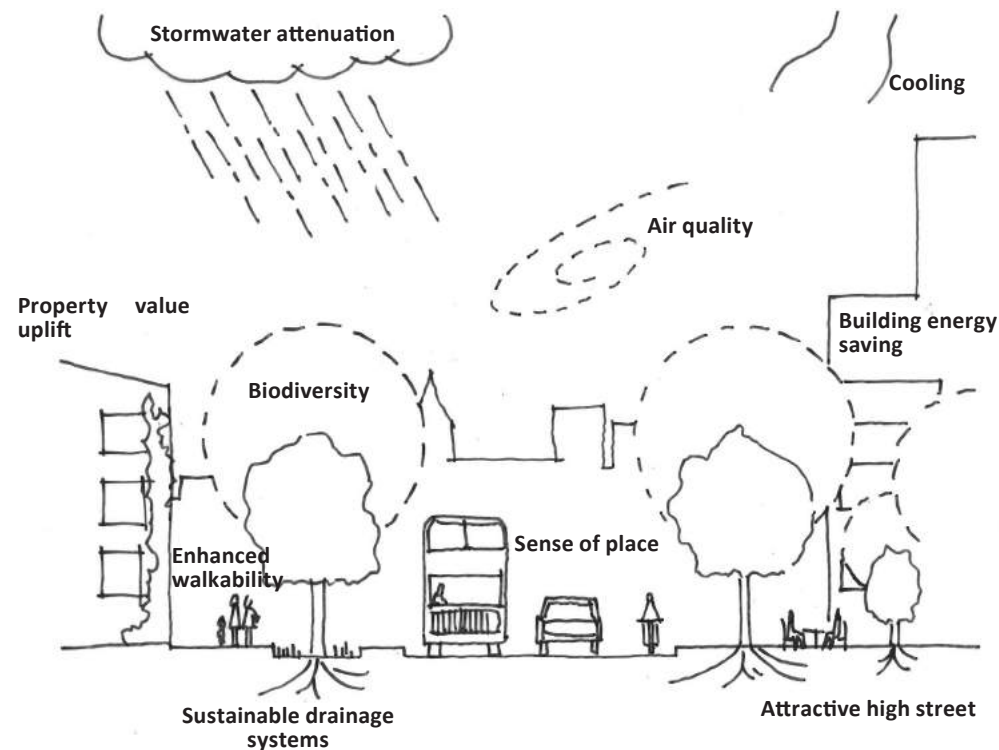 Stormwater attenuation
Cooling
Air quality
Property value
uplift
Building energy
saving
Biodiversity
Sense of place
Enhanced
walkability
Attractive high street
Sustainable drainage
systems